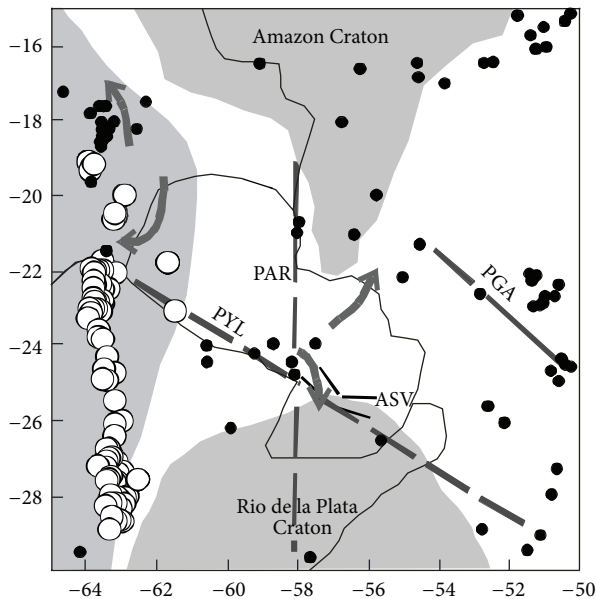 Amazon Craton
−16
−18
−20
−22
−24
−26
−28
PAR
PGA
PYL
ASV
Rio de la Plata
Craton
−64 −62 −60 −58 −56 −54 −52 −50